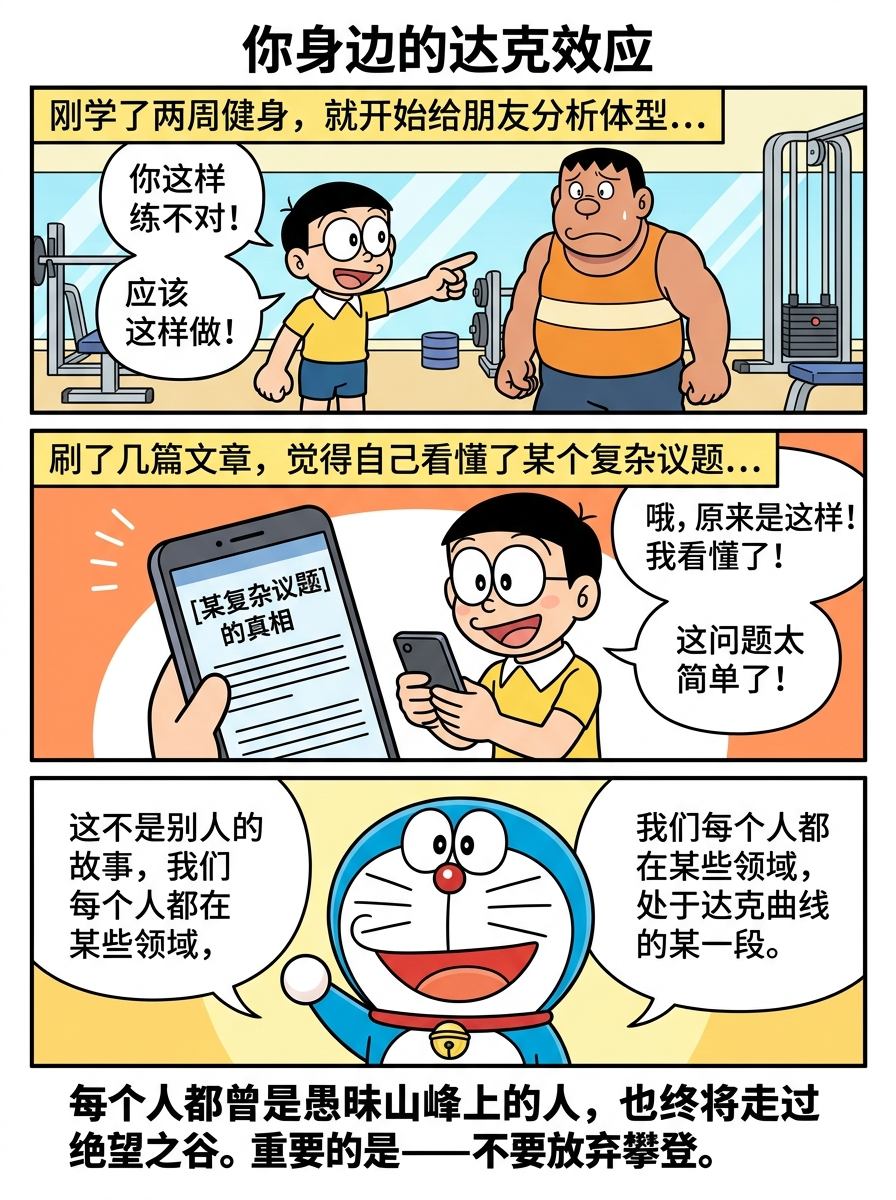 你身边的达克效应
刚学了两周健身，就开始给朋友分析体型...
你这样
练不对！
应该
这样做！
刷了几篇文章，觉得自己看懂了某个复杂议题...
[某复杂议题]
的真相
哦，原来是这样！
我看懂了！
这问题太
简单了！
这不是别人的
故事，我们
每个人都在
某些领域，
我们每个人都
在某些领域，
处于达克曲线
的某一段。
每个人都曾是愚昧山峰上的人，也终将走过
绝望之谷。重要的是——不要放弃攀登。